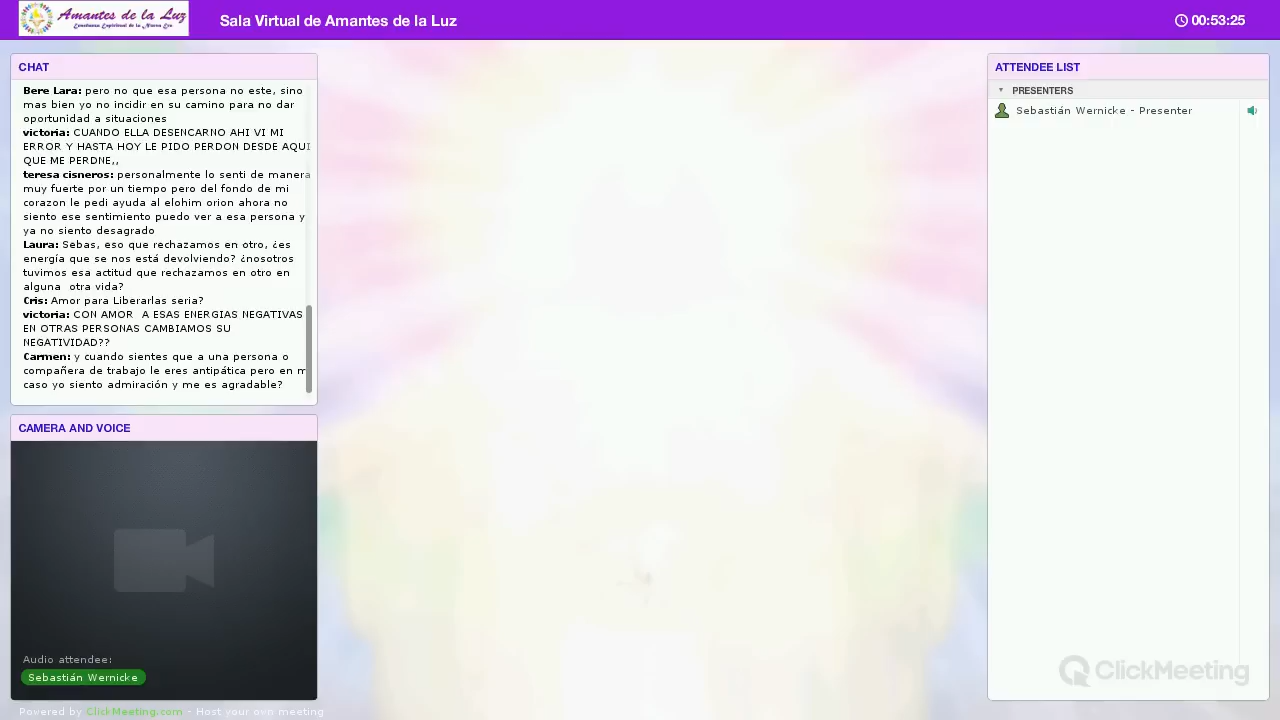 Amantes de la Luz
Enseñanza Espiritual de la Nueva Era
Sala Virtual de Amantes de la Luz
00:53:25
CHAT
Bere Lara: pero no que esa persona no este, sino
mas bien yo no incidir en su camino para no dar
oportunidad a situaciones
victoria: CUANDO ELLA DESENCARNO AHI VI MI
ERROR Y HASTA HOY LE PIDO PERDON DESDE AQUI
QUE ME PERDNE,,
teresa cisneros: personalmente lo senti de manera
muy fuerte por un tiempo pero del fondo de mi
corazon le pedi ayuda al elohim orion ahora no
siento ese sentimiento puedo ver a esa persona y
ya no siento desagrado
Laura: Sebas, eso que rechazamos en otro, ¿es
energía que se nos está devolviendo? ¿nosotros
tuvimos esa actitud que rechazamos en otro en
alguna otra vida?
Cris: Amor para Liberarlas seria?
victoria: CON AMOR A ESAS ENERGIAS NEGATIVAS
EN OTRAS PERSONAS CAMBIAMOS SU
NEGATIVIDAD??
Carmen: y cuando sientes que a una persona o
compañera de trabajo le eres antipática pero en m
caso yo siento admiración y me es agradable?
CAMERA AND VOICE
Audio attendee:
Sebastián Wernicke
Powered by ClickMeeting.com - Host your own meeting
ATTENDEE LIST
PRESENTERS
Sebastián Wernicke - Presenter
ClickMeeting